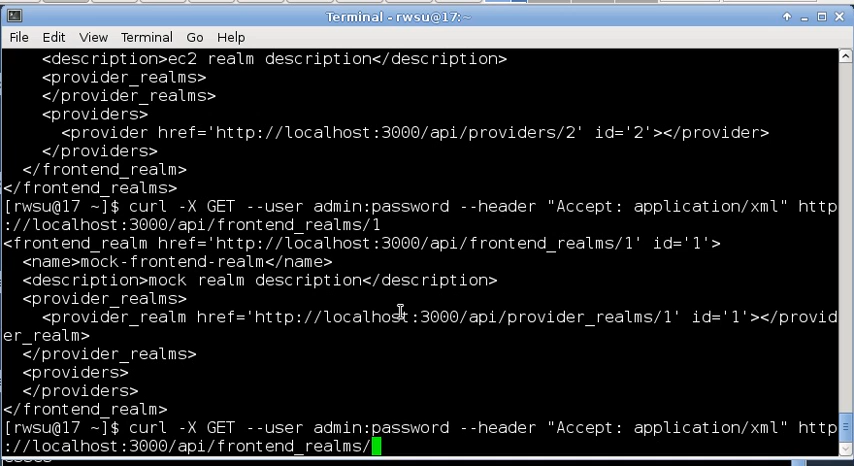 Terminal - rwsu@17:~
File Edit View Terminal Go Help
<description>ec2 realm description</description>
<provider_realms>
</provider_realms>
<providers>
<provider href='http://localhost:3000/api/providers/2' id='2'></provider>
</providers>
</frontend_realm>
</frontend_realms>
[rwsu@17 ~]$ curl -X GET --user admin:password --header "Accept: application/xml" http
://localhost:3000/api/frontend_realms/1
<frontend_realm href='http://localhost:3000/api/frontend_realms/1' id='1'>
<name>mock-frontend-realm</name>
<description>mock realm description</description>
<provider_realms>
<provider_realm href='http://localhost:3000/api/provider_realms/1' id='1'></provid
er_realm>
</provider_realms>
<providers>
</providers>
</frontend_realm>
[rwsu@17 ~]$ curl -X GET --user admin:password --header "Accept: application/xml" http
://localhost:3000/api/frontend_realms/